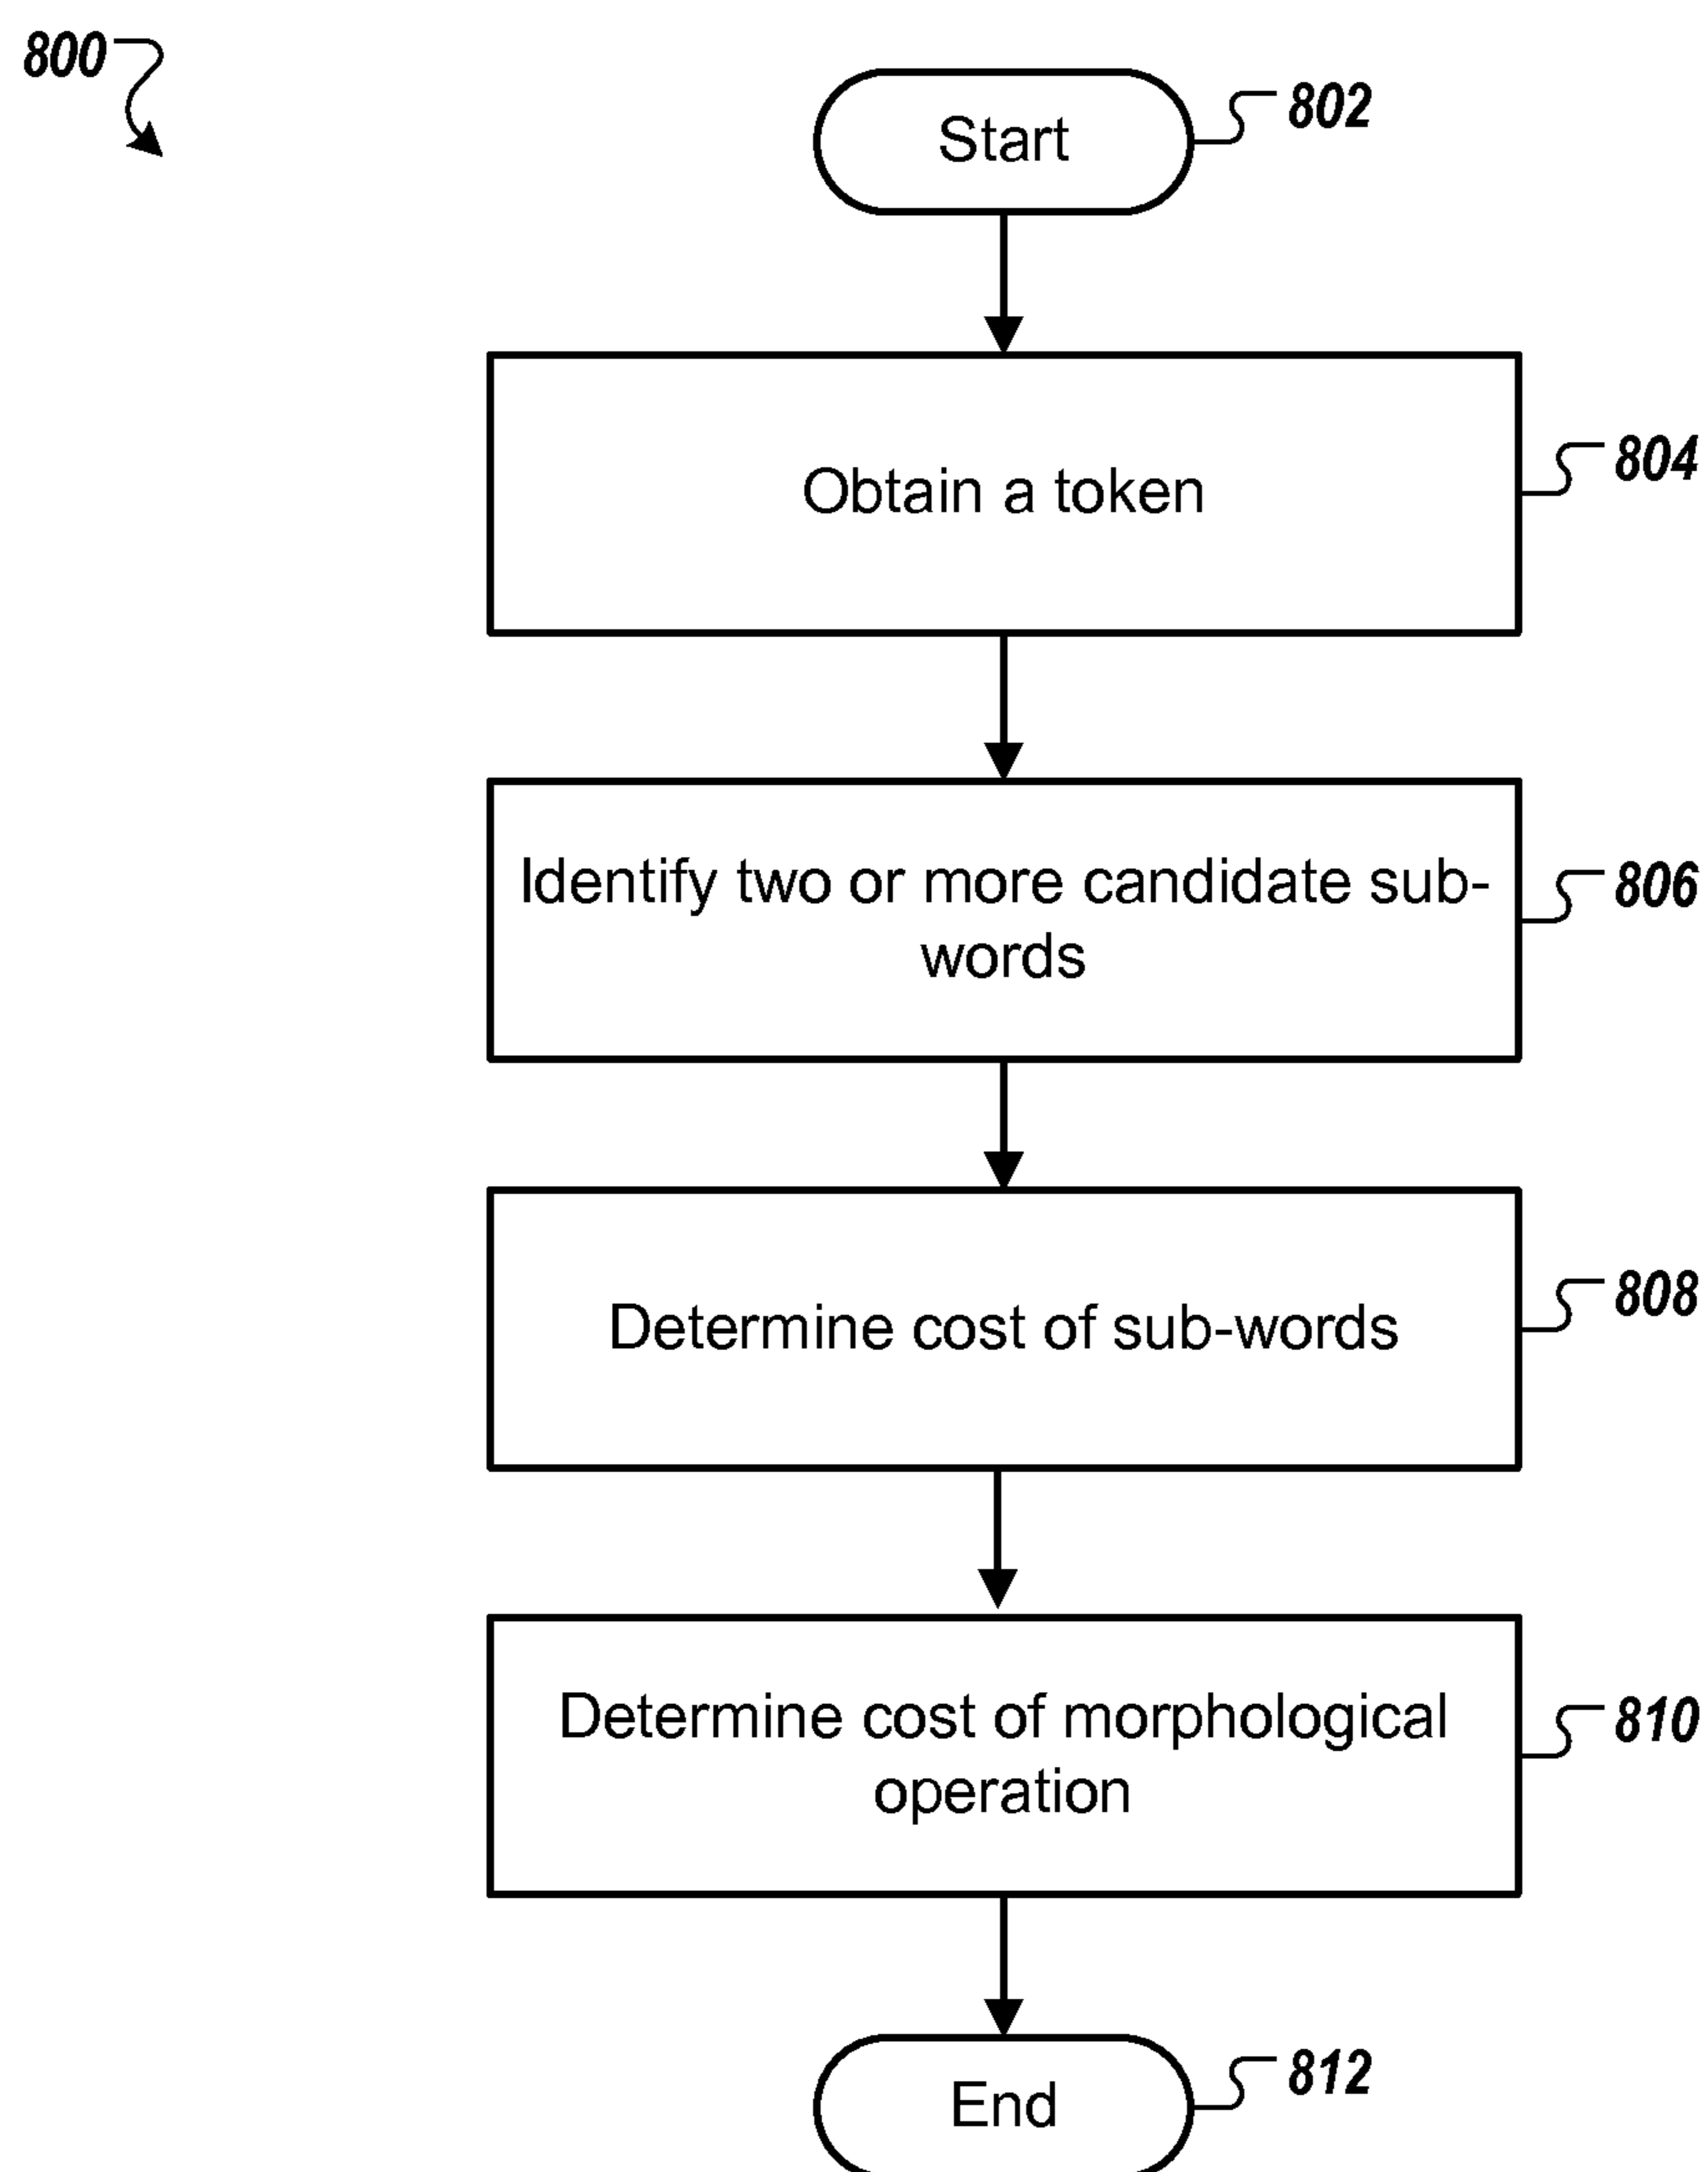 800
Start
802
Obtain a token
804
Identify two or more candidate sub-
words
806
Determine cost of sub-words
808
Determine cost of morphological
operation
810
End
812